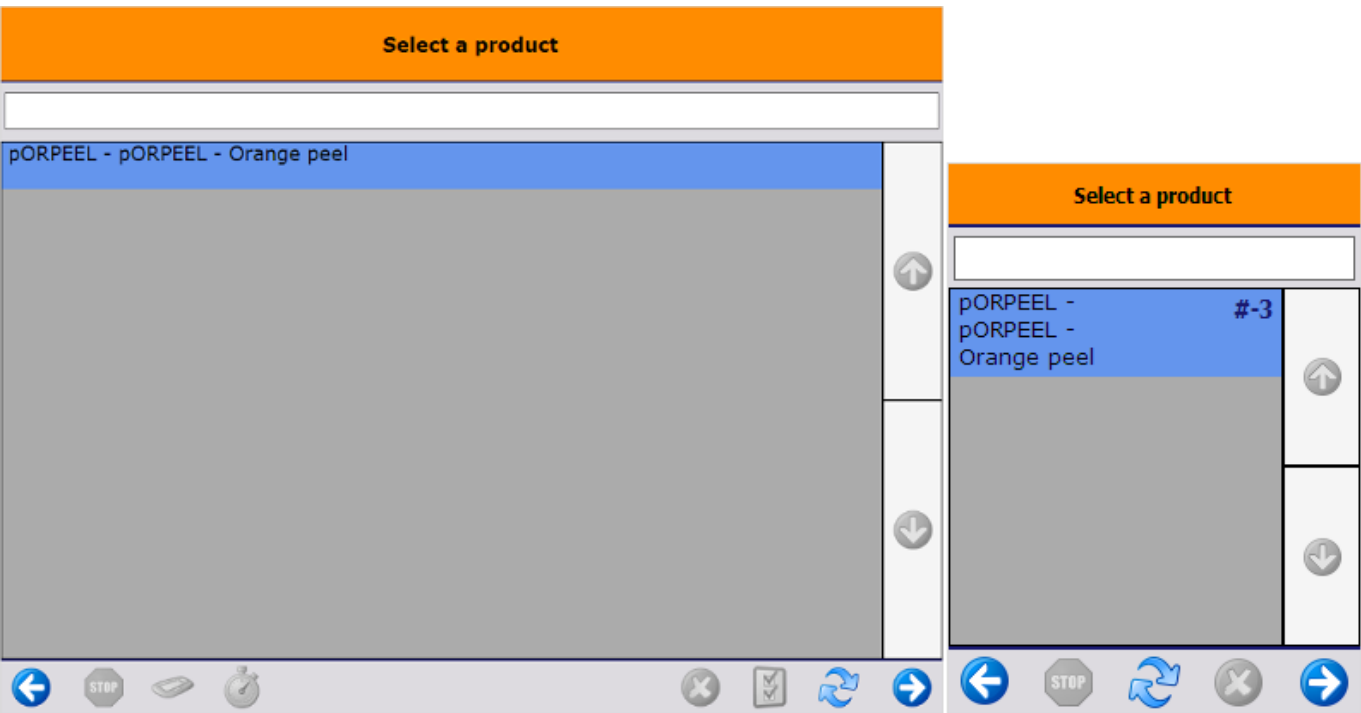 Select a product
pORPEEL - pORPEEL - Orange peel
STOP
Select a product
pORPEEL -
#-3
pORPEEL -
Orange peel
STOP